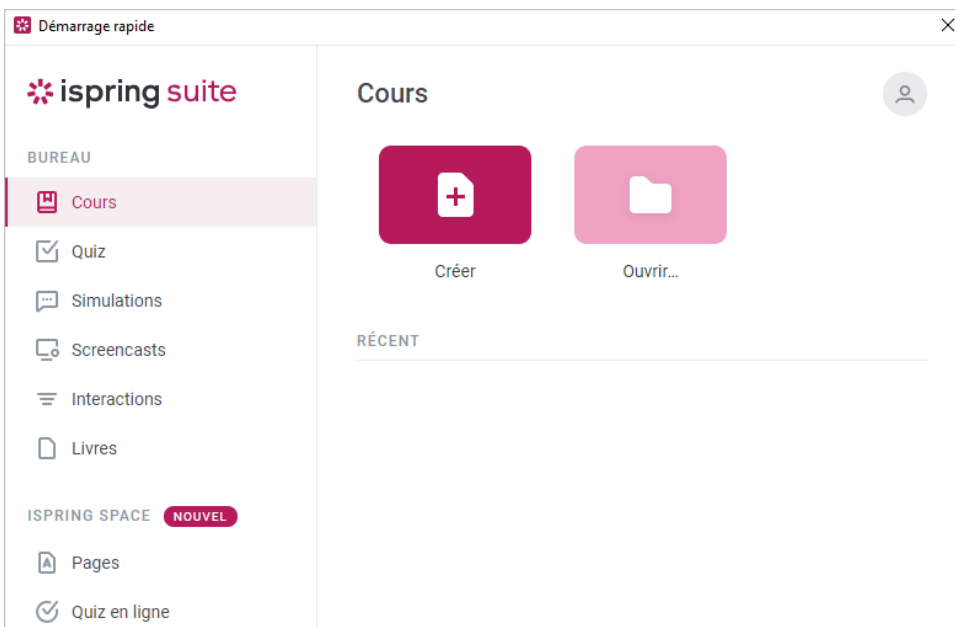 Démarrage rapide
ispring suite
BUREAU
Cours
Quiz
Simulations
Screencasts
Interactions
Livres
ISPRING SPACE NOUVEL
Pages
Quiz en ligne
Cours
Créer
Ouvrir...
RÉCENT